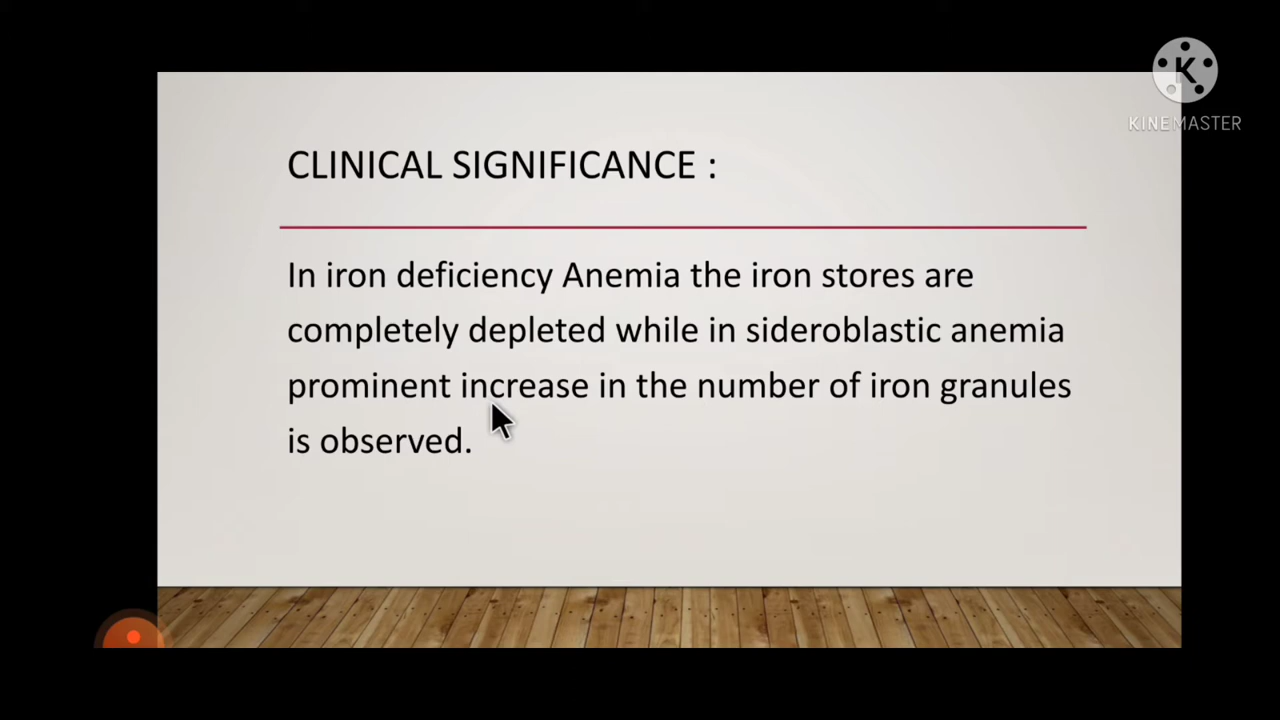 K
KINEMASTER
CLINICAL SIGNIFICANCE :
In iron deficiency Anemia the iron stores are
completely depleted while in sideroblastic anemia
prominent increase in the number of iron granules
is observed.